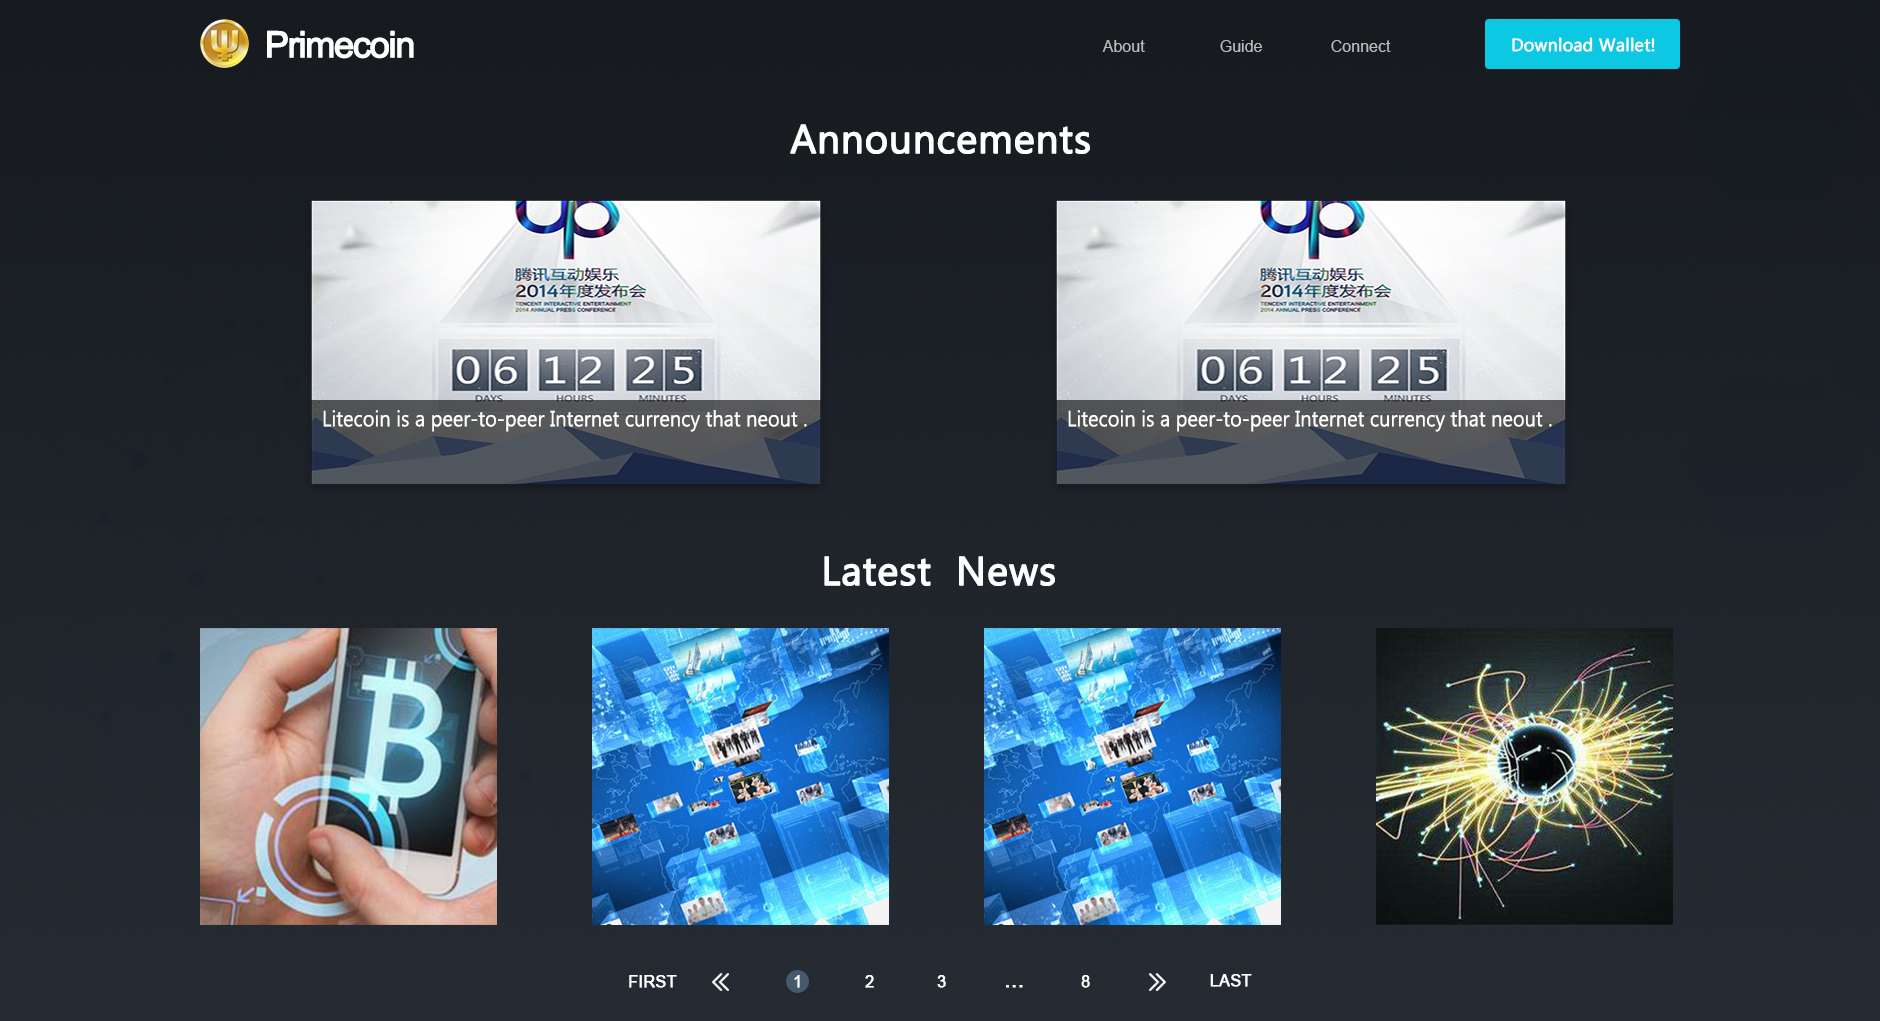 Primecoin
About
Guide
Connect
Download Wallet!
Announcements
up
腾讯互动娱乐
2014年度发布会
TENCENT INTERACTIVE ENTERTAINMENT
2014 ANNUAL PRESS CONFERENCE
06 12 25
DAYS HOURS MINUTES
Litecoin is a peer-to-peer Internet currency that neout .
up
腾讯互动娱乐
2014年度发布会
TENCENT INTERACTIVE ENTERTAINMENT
2014 ANNUAL PRESS CONFERENCE
06 12 25
DAYS HOURS MINUTES
Litecoin is a peer-to-peer Internet currency that neout .
Latest News
FIRST 1 2 3 ... 8 LAST